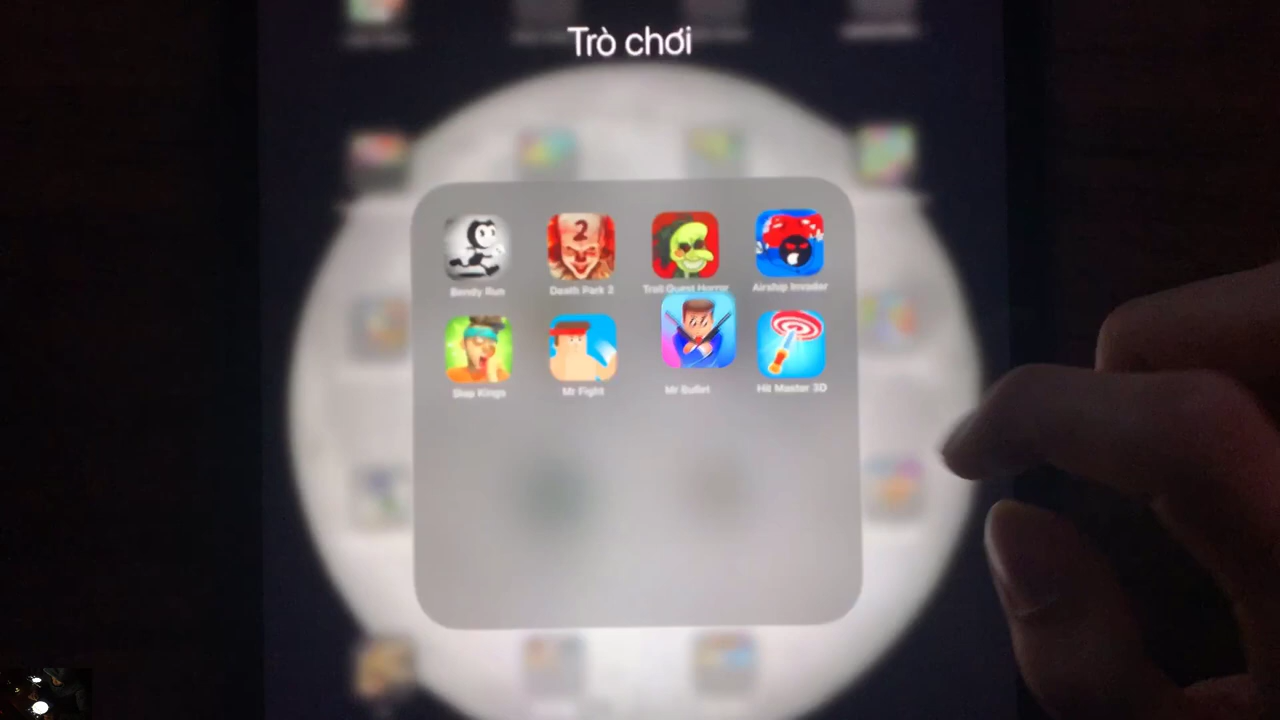 Trò chơi
Bendy Run
Death Park 2
Troll Quest Horror
Airship Invader
2
Slap Kings
Mr Fight
Mr Bullet
Hit Master 3D